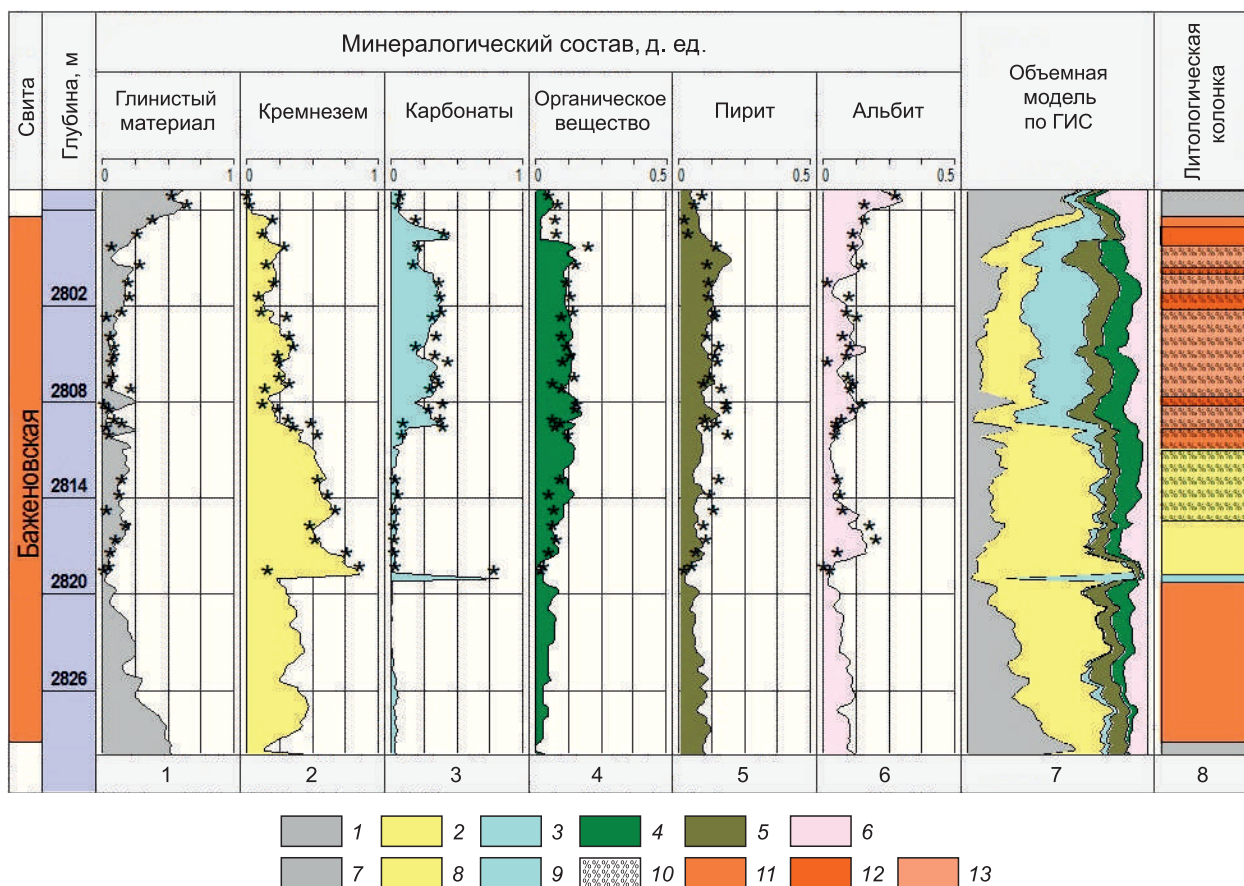 Свита
Глубина, м
Минералогический состав, д. ед.
Глинистый
материал
Кремнезем
Карбонаты
Органическое
вещество
Пирит
Альбит
Объемная
модель
по ГИС
Литологическая
колонка
0 1 0 1 0 1 0 0.5 0 0.5 0 0.5
Баженовская
2802
2808
2814
2820
2826
1 2 3 4 5 6 7 8
1 2 3 4 5 6
7 8 9 10 11 12 13